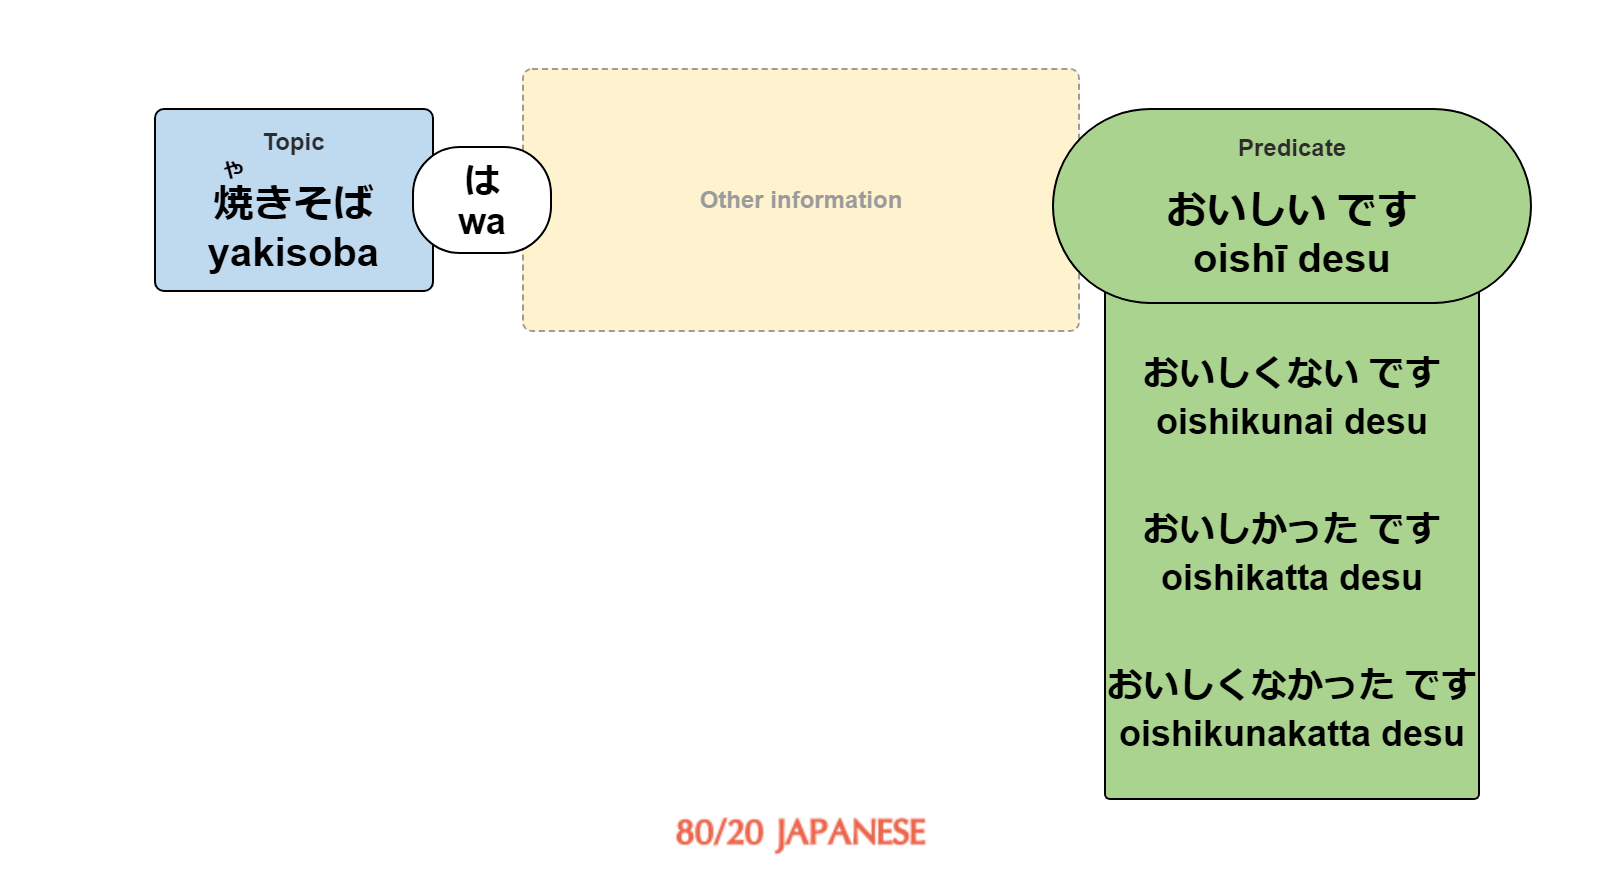 Topic
や
焼きそば
yakisoba
は
wa
Other information
Predicate
おいしい です
oishī desu
おいしくない です
oishikunai desu
おいしかった です
oishikatta desu
おいしくなかった です
oishikunakatta desu
80/20 JAPANESE